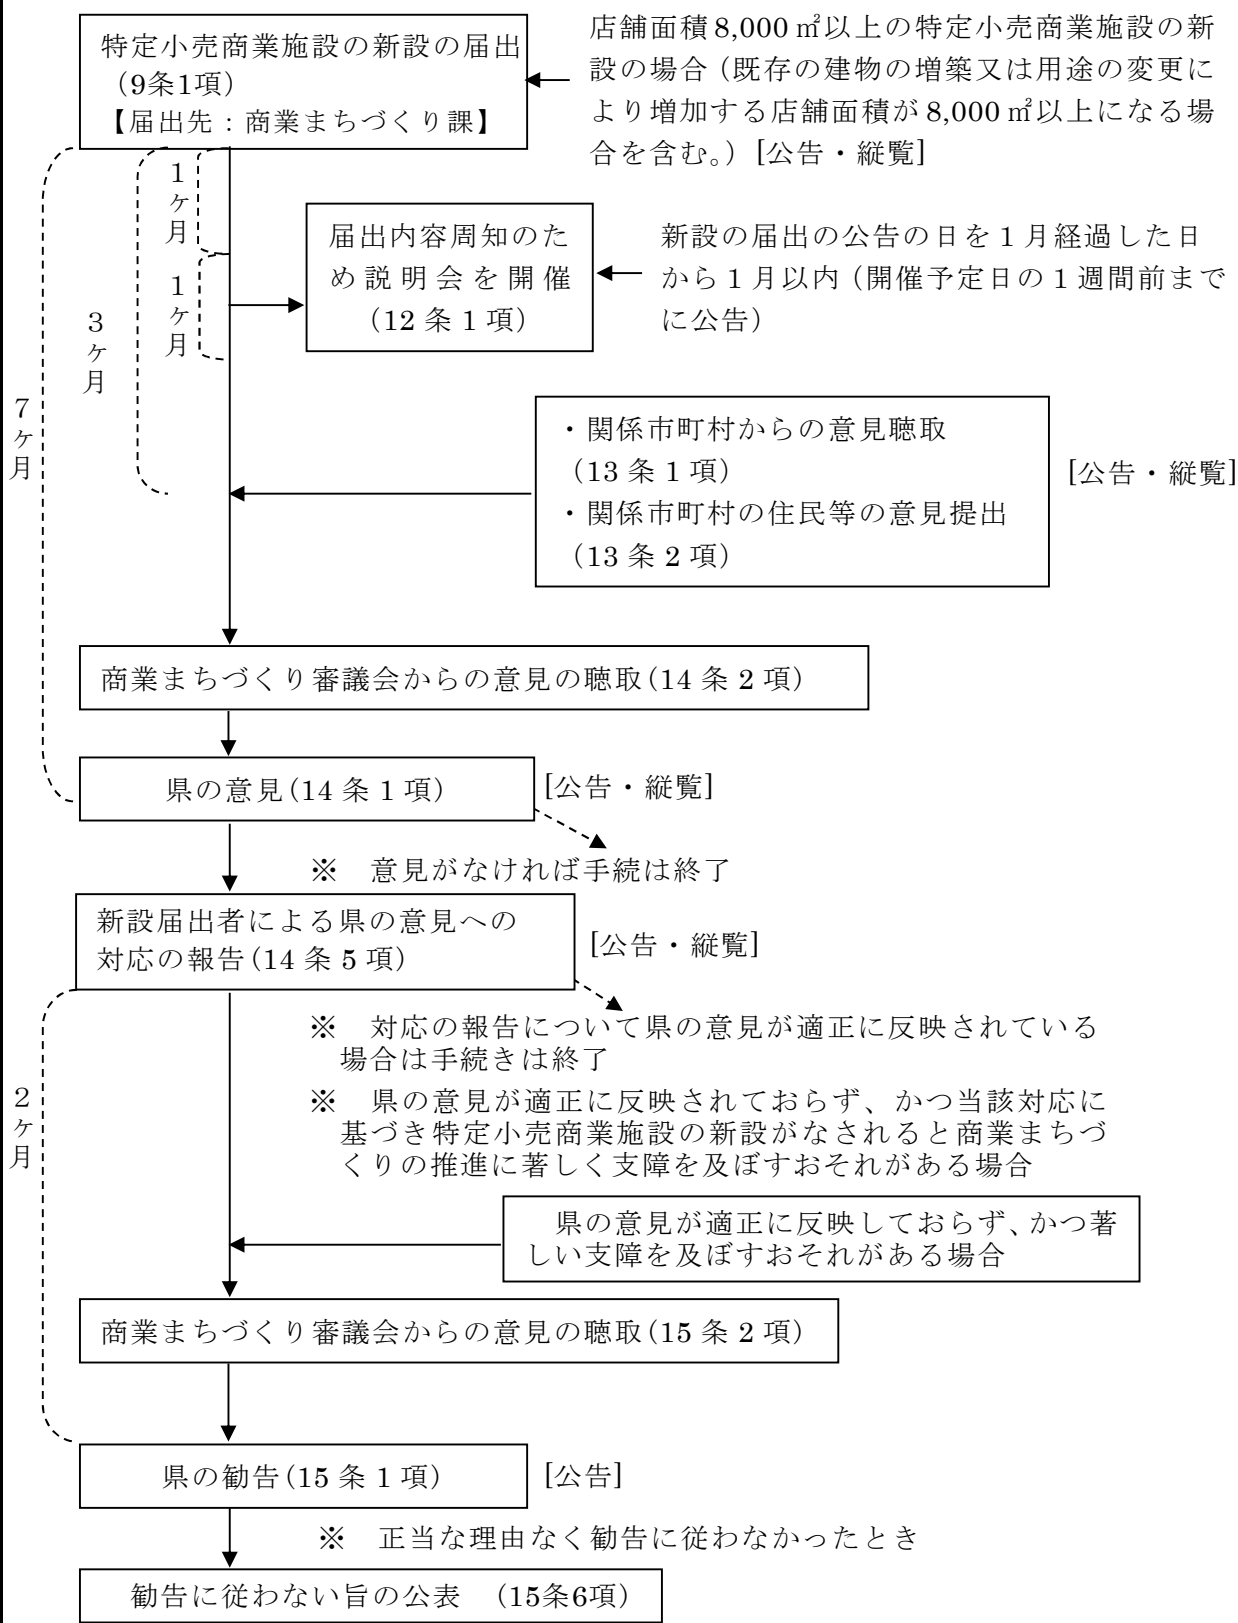 特定小売商業施設の新設の届出
（9条1項）
【届出先：商業まちづくり課】
店舗面積8,000㎡以上の特定小売商業施設の新
設の場合（既存の建物の増築又は用途の変更に
より増加する店舗面積が8,000㎡以上になる場
合を含む。）[公告・縦覧]
１ヶ月
１ヶ月
３ヶ月
７ヶ月
届出内容周知のた
め説明会を開催
（12条1項）
新設の届出の公告の日を１月経過した日
から１月以内（開催予定日の１週間前まで
に公告）
・関係市町村からの意見聴取
（13条1項）
・関係市町村の住民等の意見提出
（13条2項）
[公告・縦覧]
商業まちづくり審議会からの意見の聴取(14条2項）
県の意見(14条1項）
[公告・縦覧]
※　意見がなければ手続は終了
新設届出者による県の意見への
対応の報告(14条5項）
[公告・縦覧]
※　対応の報告について県の意見が適正に反映されている
場合は手続きは終了
※　県の意見が適正に反映されておらず、かつ当該対応に
基づき特定小売商業施設の新設がなされると商業まちづ
くりの推進に著しく支障を及ぼすおそれがある場合
２ヶ月
県の意見が適正に反映しておらず、かつ著
しい支障を及ぼすおそれがある場合
商業まちづくり審議会からの意見の聴取(15条2項）
県の勧告(15条1項）
[公告]
※　正当な理由なく勧告に従わなかったとき
勧告に従わない旨の公表　（15条6項）